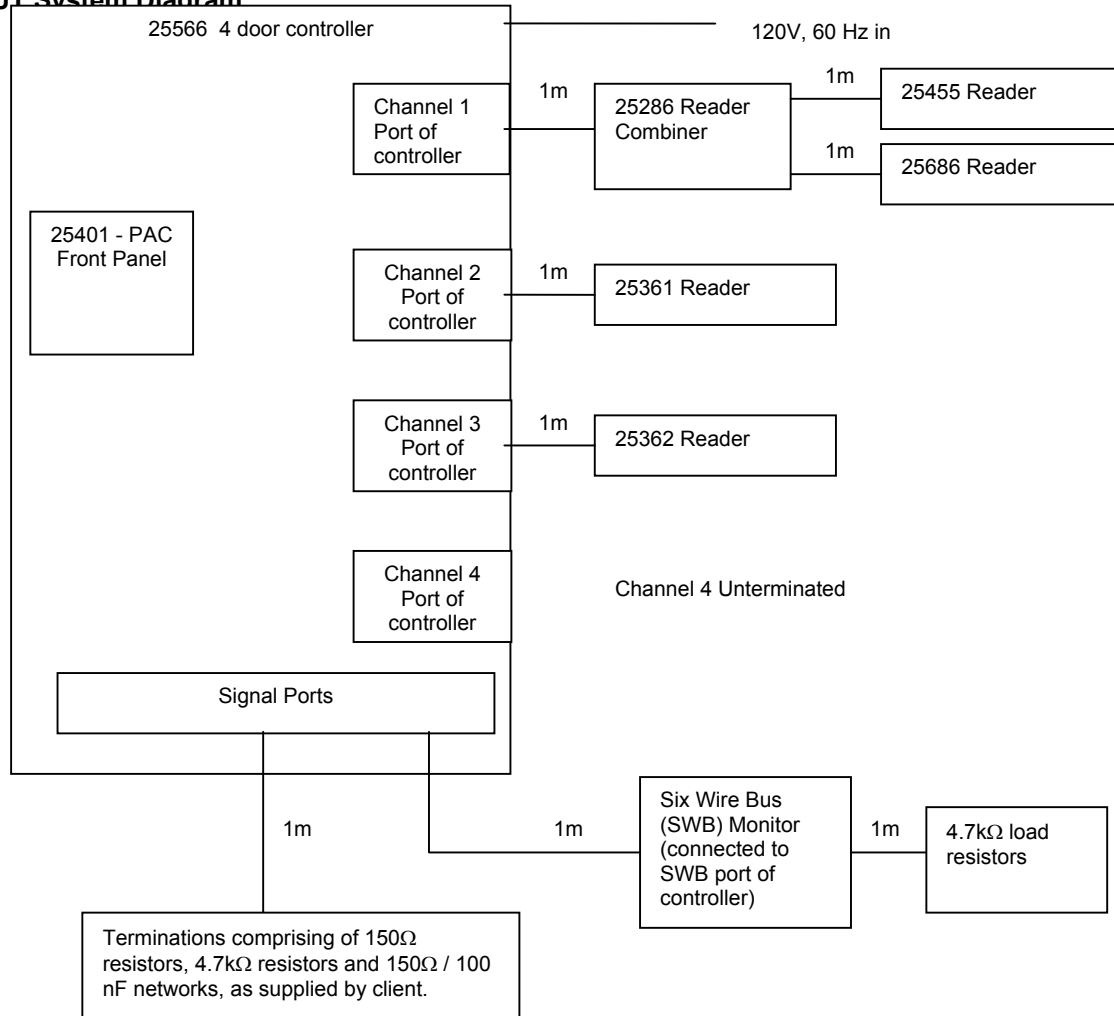 System Diagram
25566 4 door controller
120V, 60 Hz in
Channel 1
Port of
controller
1m
25286 Reader
Combiner
1m
25455 Reader
1m
25686 Reader
25401 - PAC
Front Panel
Channel 2
Port of
controller
1m
25361 Reader
Channel 3
Port of
controller
1m
25362 Reader
Channel 4
Port of
controller
Channel 4 Unterminated
Signal Ports
1m
1m
Six Wire Bus
(SWB) Monitor
(connected to
SWB port of
controller)
1m
4.7kΩ load
resistors
Terminations comprising of 150Ω
resistors, 4.7kΩ resistors and 150Ω / 100
nF networks, as supplied by client.